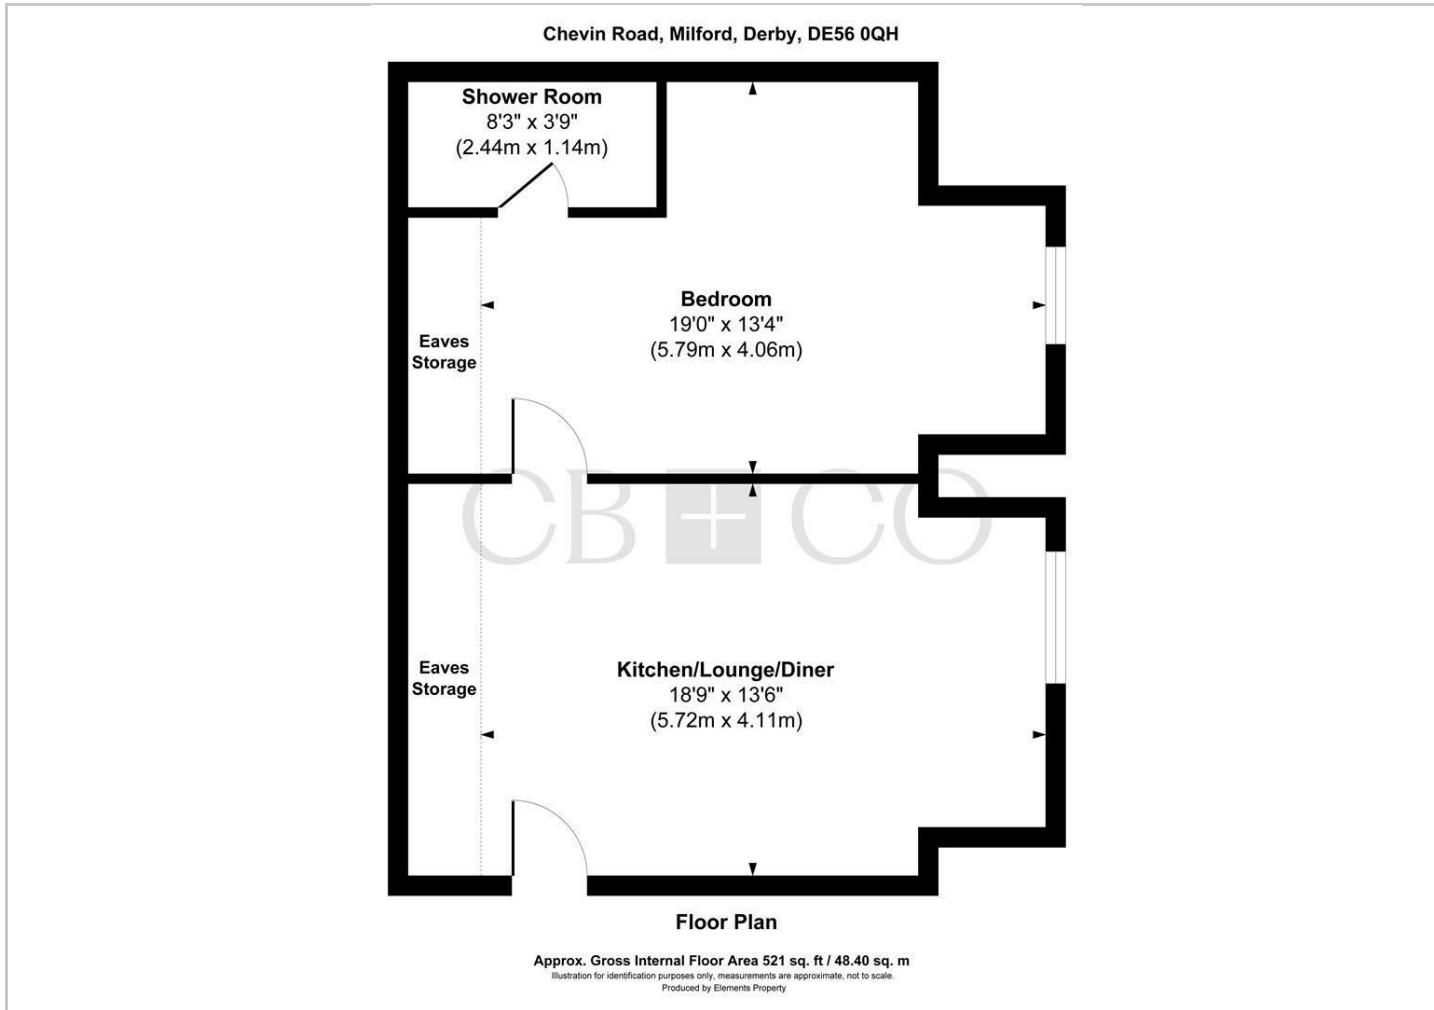 Chevin Road, Milford, Derby, DE56 0QH
Shower Room
8'3" x 3'9"
(2.44m x 1.14m)
Bedroom
19'0" x 13'4"
(5.79m x 4.06m)
Eaves
Storage
CB + CO
Kitchen/Lounge/Diner
18'9" x 13'6"
(5.72m x 4.11m)
Eaves
Storage
Floor Plan
Approx. Gross Internal Floor Area 521 sq. ft / 48.40 sq. m
Illustration for identification purposes only, measurements are approximate, not to scale.
Produced by Elements Property